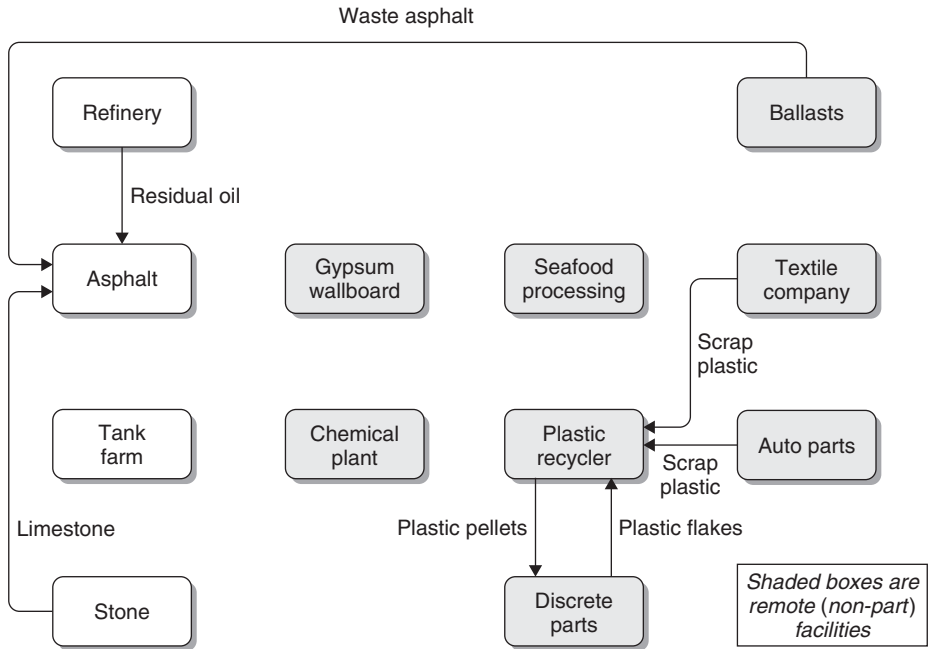 Waste asphalt
Refinery
Ballasts
Residual oil
Asphalt
Gypsum
wallboard
Seafood
processing
Textile
company
Scrap
plastic
Tank
farm
Chemical
plant
Plastic
recycler
Auto parts
Scrap
plastic
Limestone
Plastic pellets
Plastic flakes
Stone
Discrete
parts
Shaded boxes are
remote (non-part)
facilities